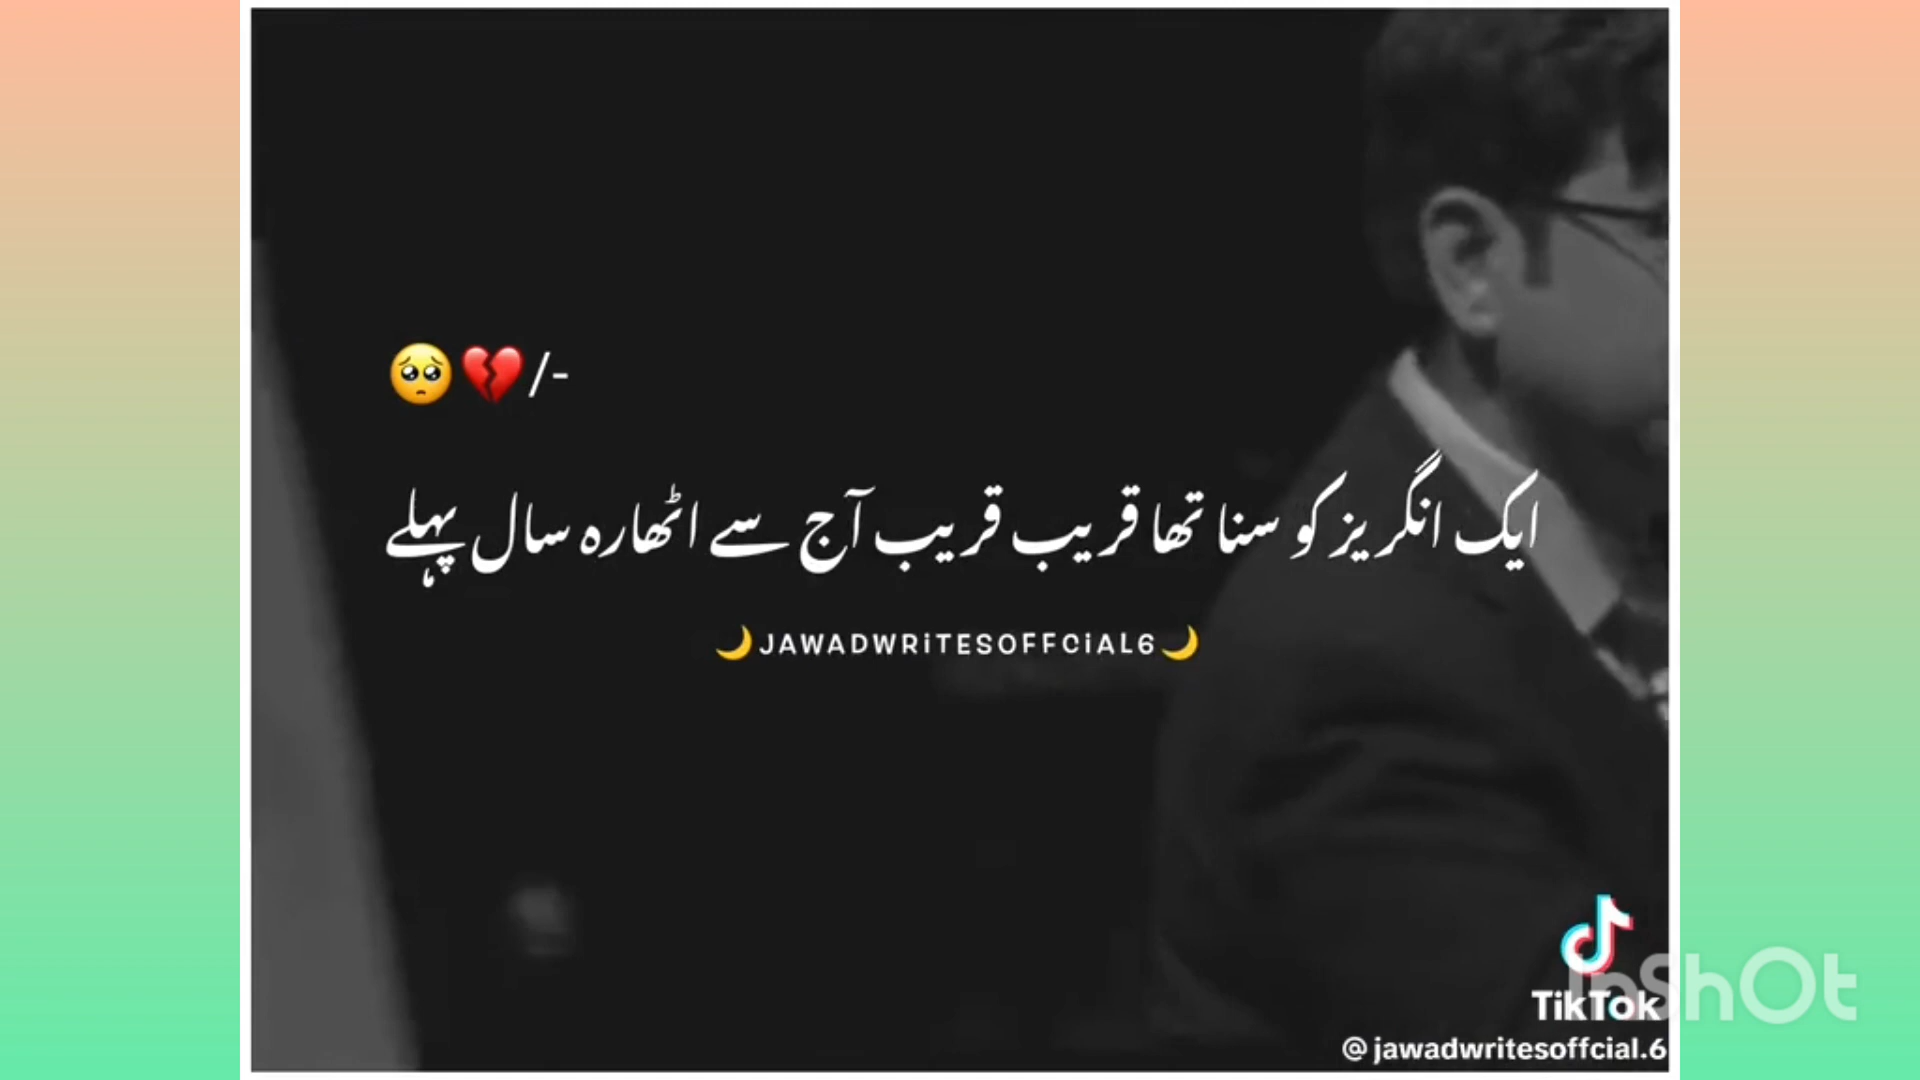 🥺💔/-
ایک انگریز کو سنا تھا قریب قریب آج سے اٹھارہ سال پہلے
🌙JAWADWRiTESOFFCiAL6🌙
TikTok
InShOt
@jawadwritesoffcial.6